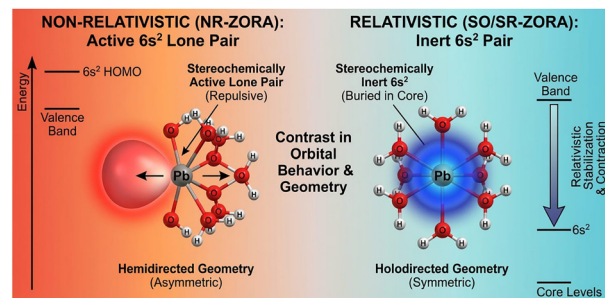 NON-RELATIVISTIC (NR-ZORA):
Active 6s² Lone Pair
Energy
6s² HOMO
Valence
Band
Stereochemically
Active Lone Pair
(Repulsive)
Pb
O
O
O
O
O
O
H
H
H
H
H
H
H
H
H
H
Hemidirected Geometry
(Asymmetric)
Contrast in
Orbital
Behavior &
Geometry
RELATIVISTIC (SO/SR-ZORA):
Inert 6s² Pair
Stereochemically
Inert 6s²
(Buried in Core)
Pb
O
O
O
O
O
O
H
H
H
H
H
H
H
H
H
H
H
H
Holodirected Geometry
(Symmetric)
Valence
Band
Relativistic
Stabilization
& Contraction
6s²
Core Levels